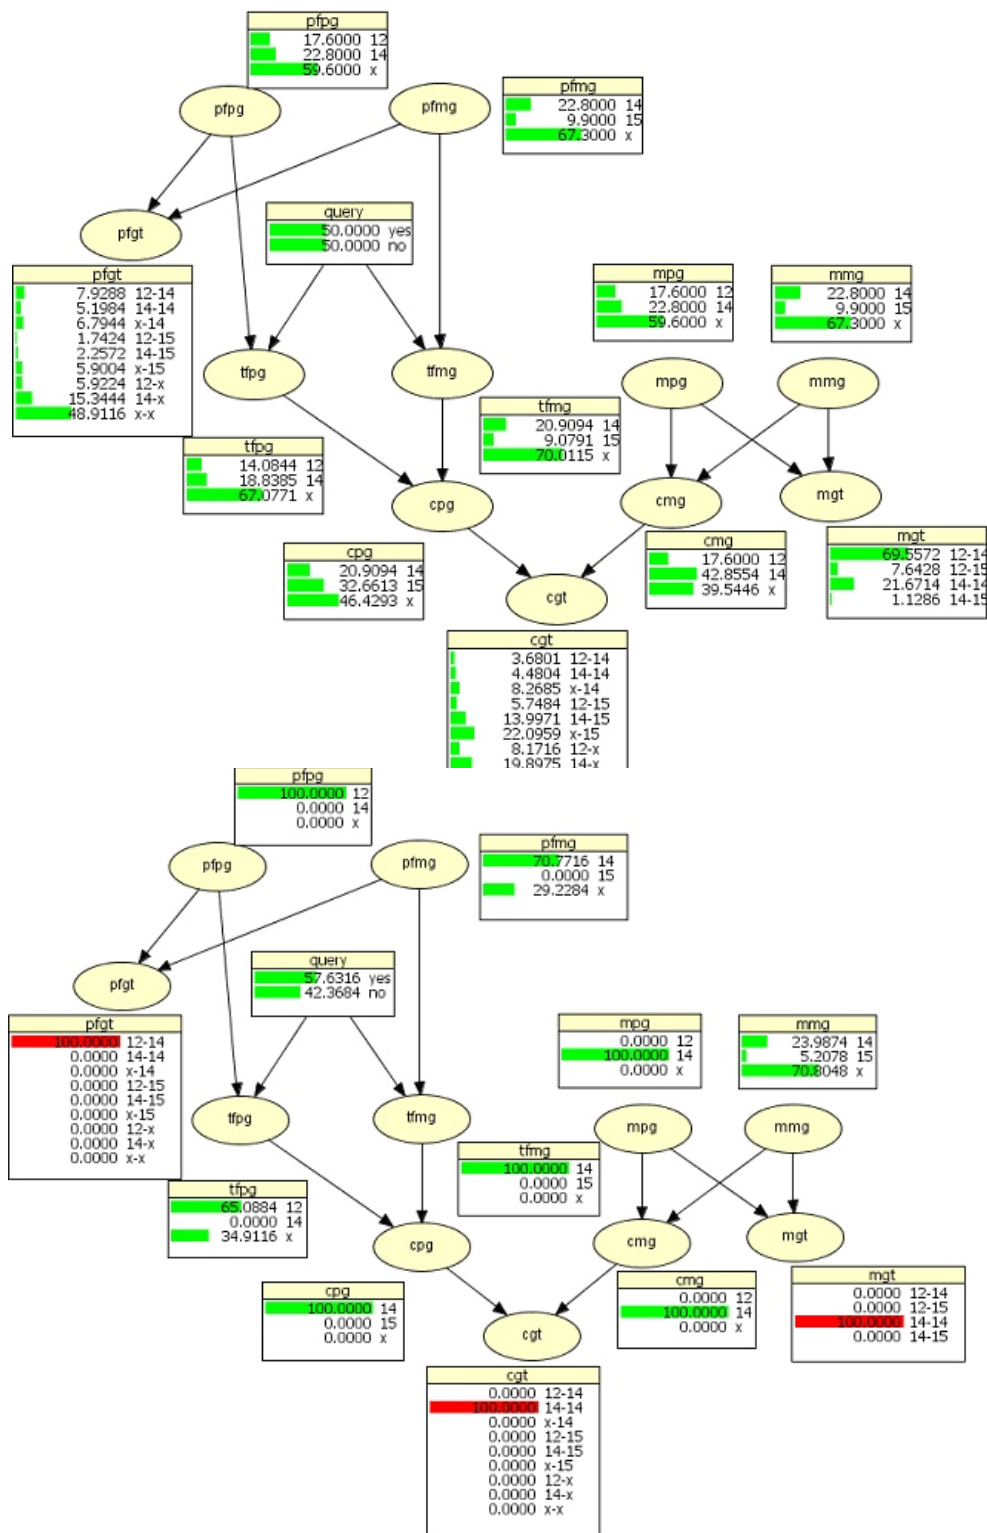 pfpg
17.6000 12
22.8000 14
59.6000 x
pfmg
22.8000 14
9.9000 15
67.3000 x
pfpg
pfmg
pfgt
query
50.0000 yes
50.0000 no
pfgt
7.9288 12-14
5.1984 14-14
6.7944 x-14
1.7424 12-15
2.2572 14-15
5.9004 x-15
5.9224 12-x
15.3444 14-x
48.9116 x-x
mpg
17.6000 12
22.8000 14
59.6000 x
mmg
22.8000 14
9.9000 15
67.3000 x
tfpg
tfmg
mpg
mmg
tfmg
20.9094 14
9.0791 15
70.0115 x
tfpg
14.0844 12
18.8385 14
67.0771 x
cpg
cmg
mgt
cpg
20.9094 14
32.6613 15
46.4293 x
cmg
17.6000 12
42.8554 14
39.5446 x
mgt
69.5572 12-14
7.6428 12-15
21.6714 14-14
1.1286 14-15
cgt
cgt
3.6801 12-14
4.4804 14-14
8.2685 x-14
5.7484 12-15
13.9971 14-15
22.0959 x-15
8.1716 12-x
19.8975 14-x
pfpg
100.0000 12
0.0000 14
0.0000 x
pfmg
70.7716 14
0.0000 15
29.2284 x
pfpg
pfmg
pfgt
query
57.6316 yes
42.3684 no
pfgt
100.0000 12-14
0.0000 14-14
0.0000 x-14
0.0000 12-15
0.0000 14-15
0.0000 x-15
0.0000 12-x
0.0000 14-x
0.0000 x-x
mpg
0.0000 12
100.0000 14
0.0000 x
mmg
23.9874 14
5.2078 15
70.8048 x
tfpg
tfmg
mpg
mmg
tfmg
100.0000 14
0.0000 15
0.0000 x
tfpg
65.0884 12
0.0000 14
34.9116 x
cpg
cmg
mgt
cpg
100.0000 14
0.0000 15
0.0000 x
cmg
0.0000 12
100.0000 14
0.0000 x
mgt
0.0000 12-14
0.0000 12-15
100.0000 14-14
0.0000 14-15
cgt
cgt
0.0000 12-14
100.0000 14-14
0.0000 x-14
0.0000 12-15
0.0000 14-15
0.0000 x-15
0.0000 12-x
0.0000 14-x
0.0000 x-x